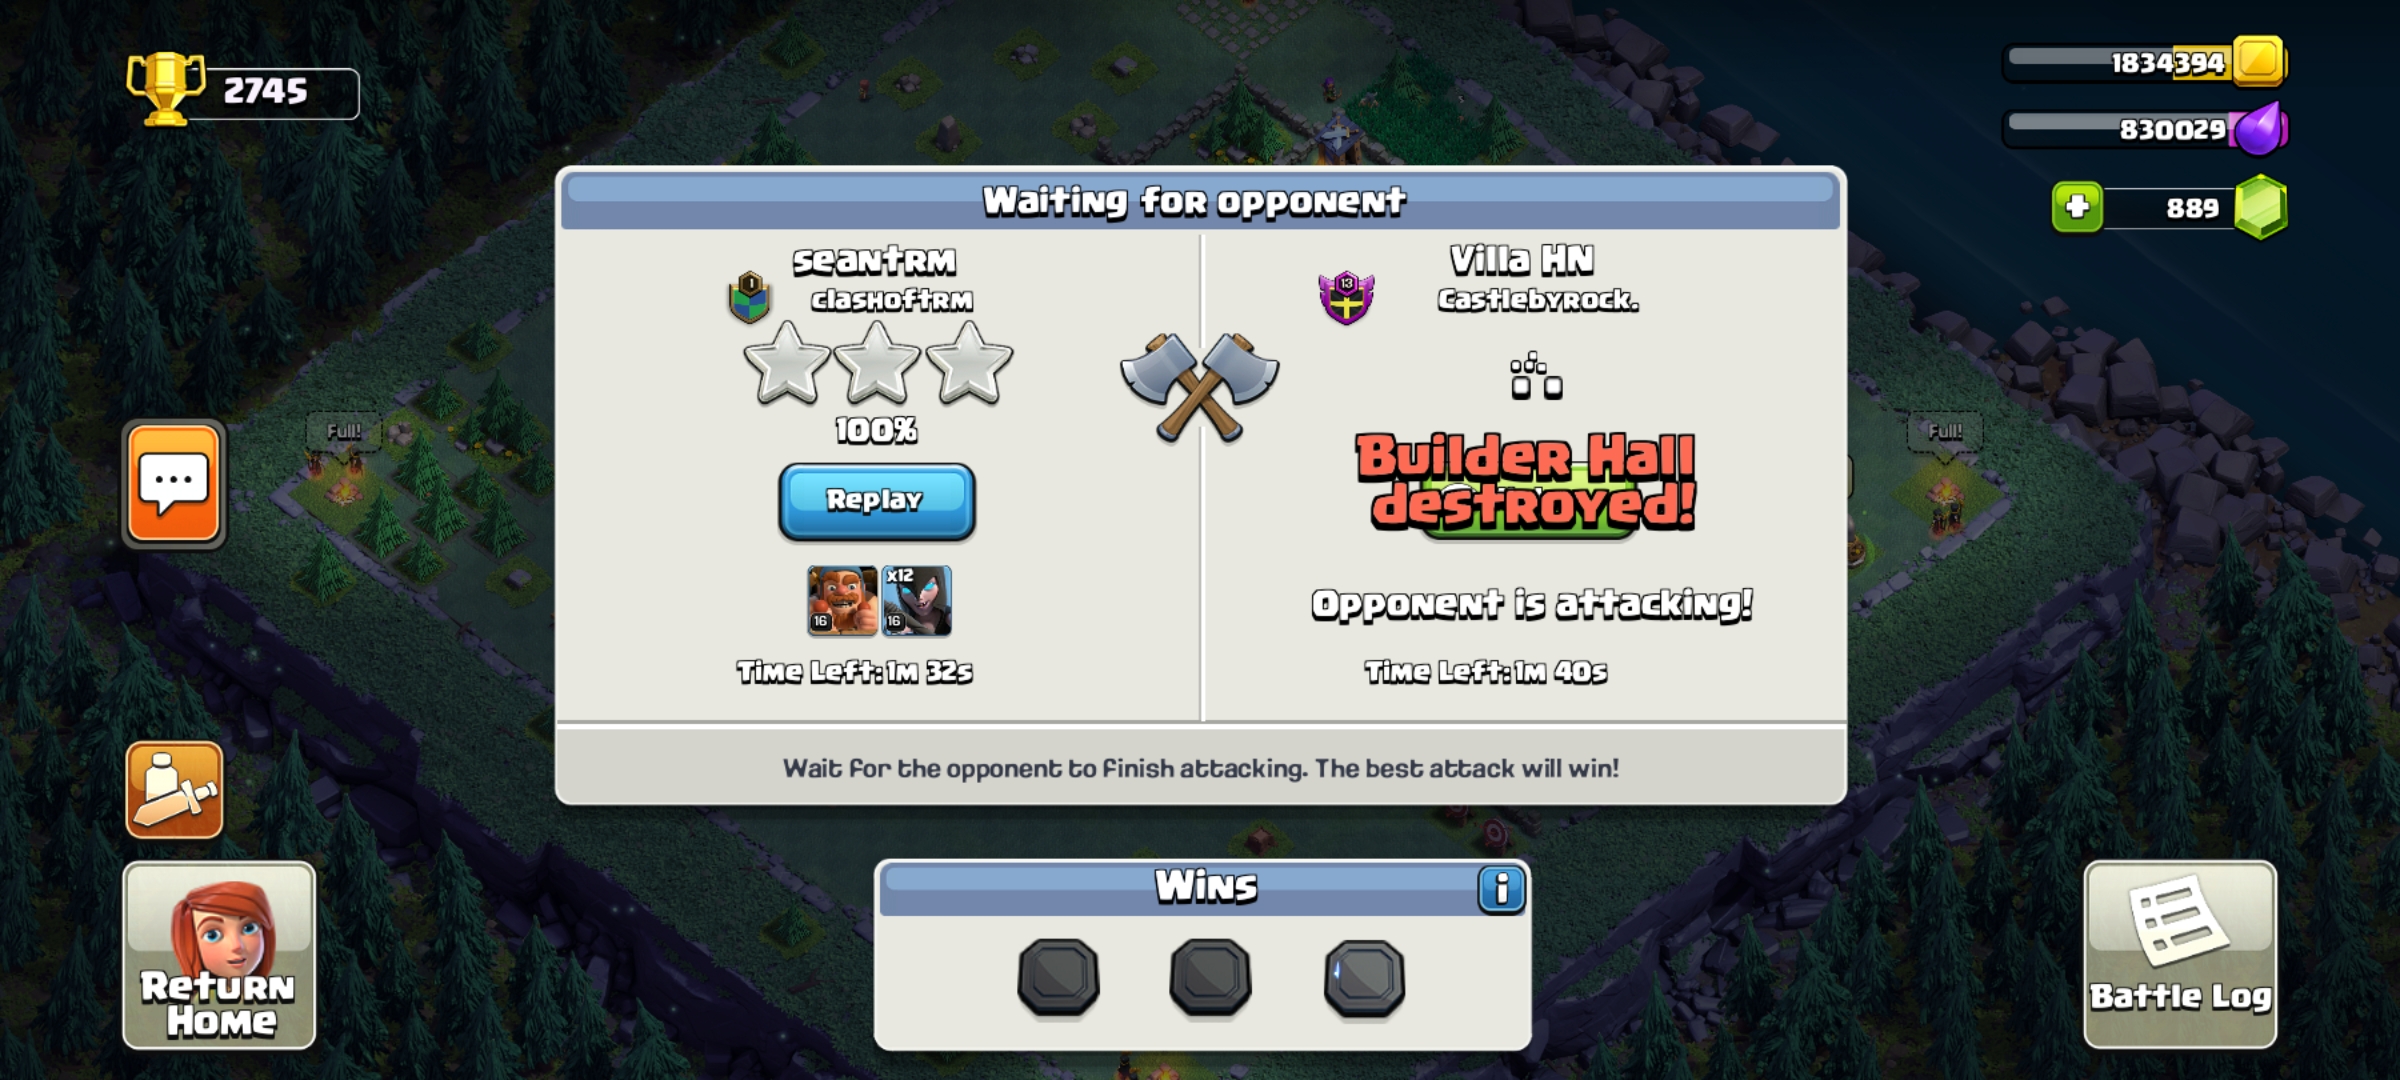 2745
1834394
830029
889
Waiting for opponent
seantrm
clashoftrm
1
100%
Replay
x12
16
16
Time Left:1m 32s
Villa HN
Castlebyrock.
13
Builder Hall
destroyed!
Opponent is attacking!
Time Left:1m 40s
Full!
Full!
Wait for the opponent to finish attacking. The best attack will win!
Wins
i
Return
Home
Battle Log